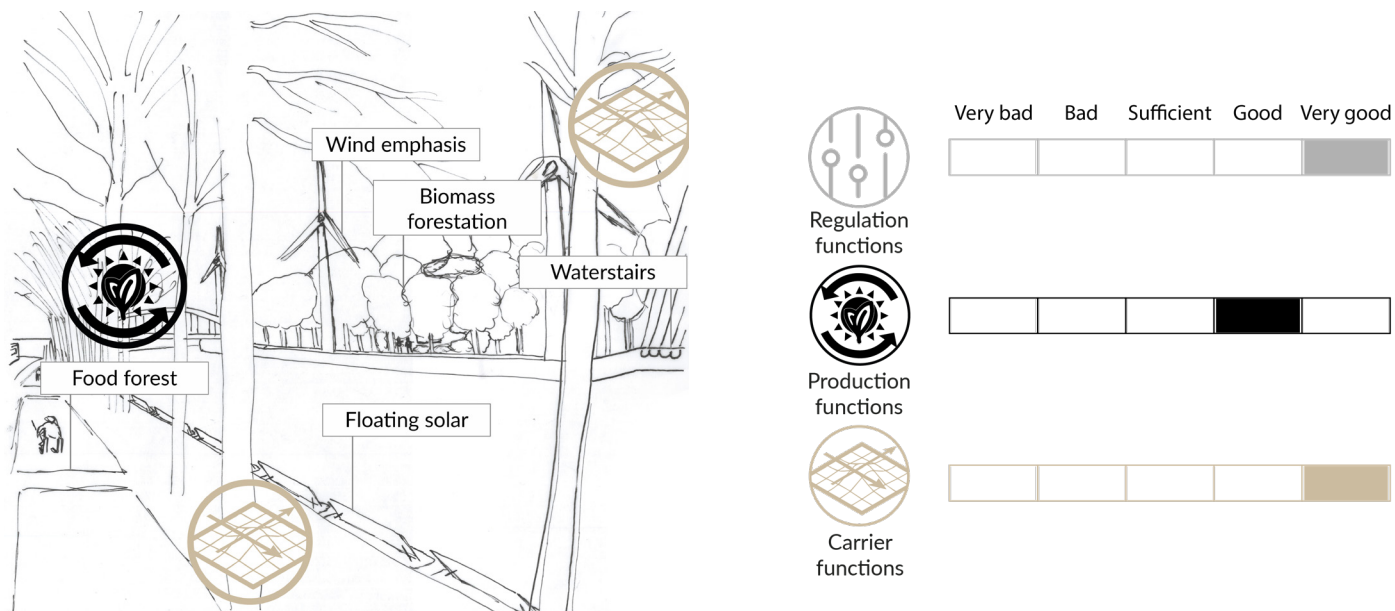 Wind emphasis
Biomass
forestation
Waterstairs
Food forest
Floating solar
Very bad Bad Sufficient Good Very good
Regulation
functions
Production
functions
Carrier
functions